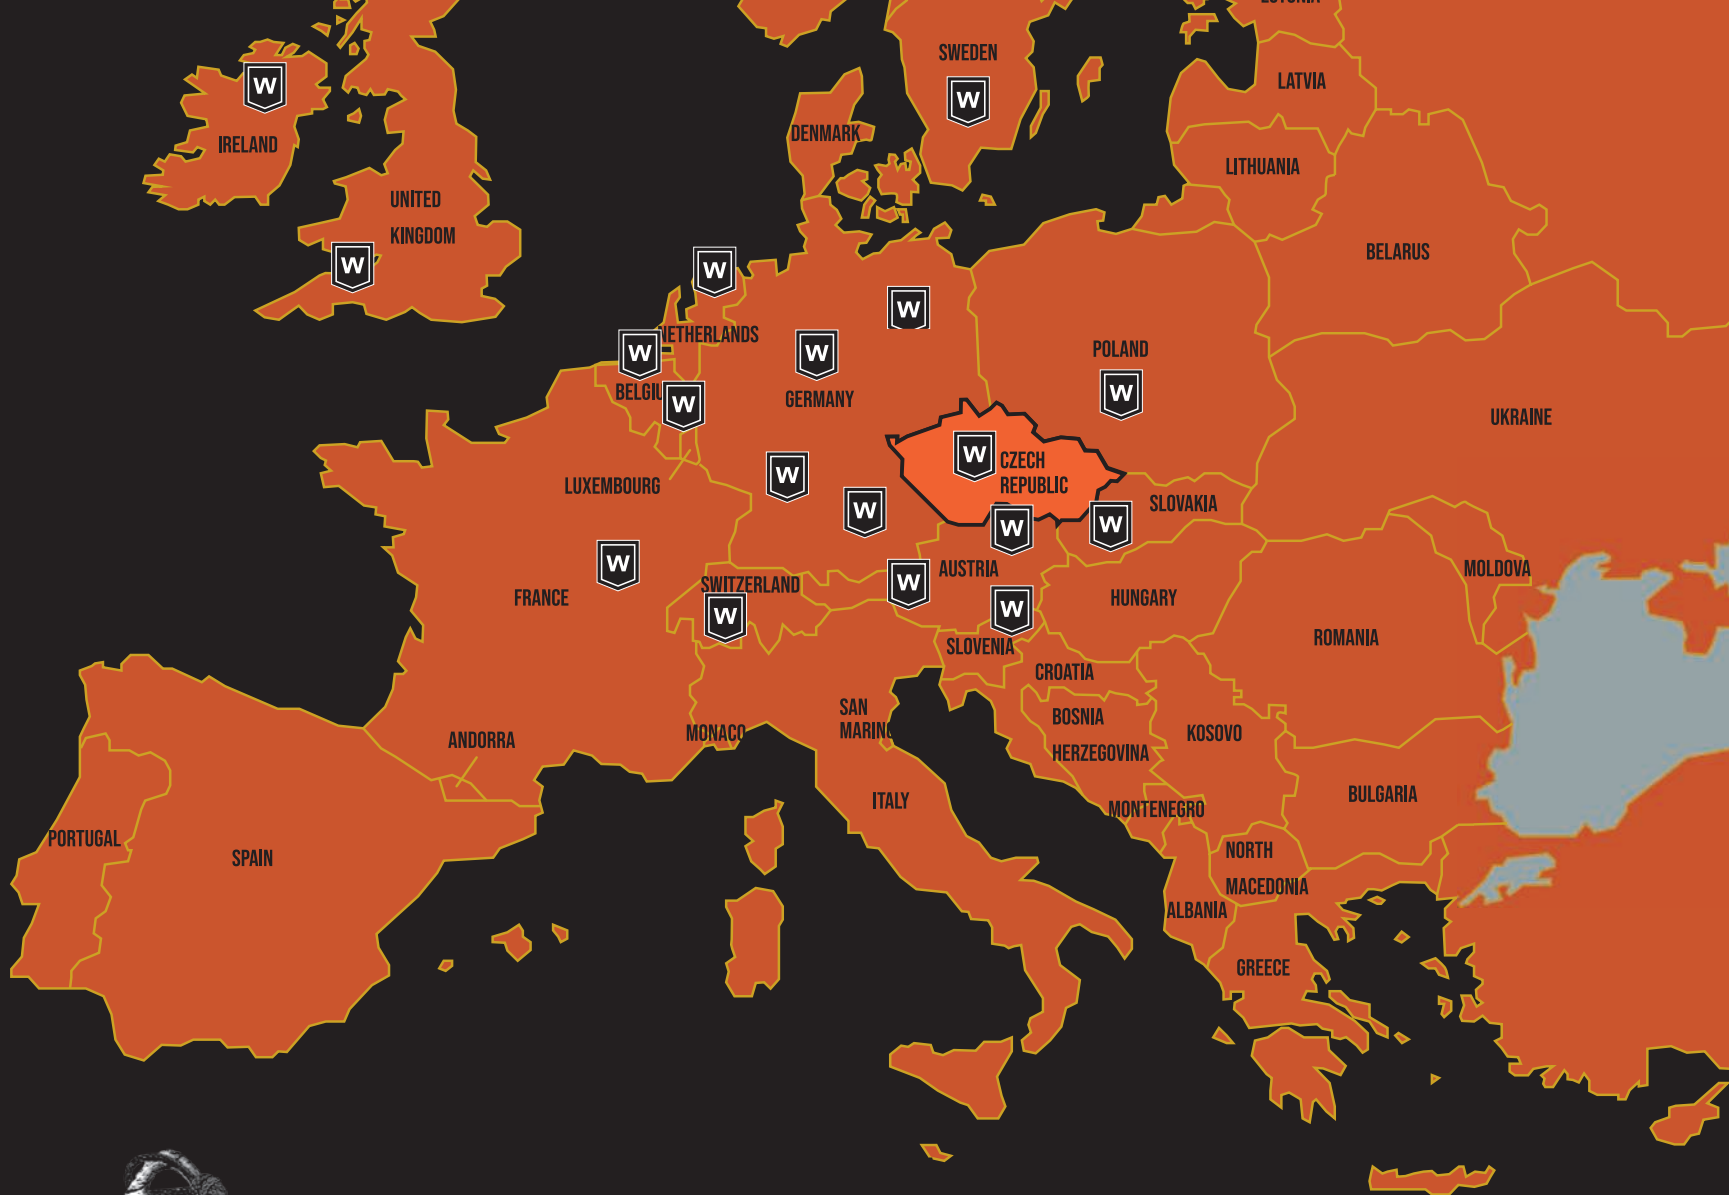 ESTONIA
SWEDEN
LATVIA
W
W
DENMARK
IRELAND
LITHUANIA
UNITED
KINGDOM
BELARUS
W
W
W
NETHERLANDS
W
W
POLAND
BELGIU
W
GERMANY
W
UKRAINE
W
CZECH
REPUBLIC
W
LUXEMBOURG
SLOVAKIA
W
W
W
W
AUSTRIA
MOLDOVA
SWITZERLAND
W
FRANCE
HUNGARY
W
W
ROMANIA
SLOVENIA
CROATIA
SAN
MARINO
BOSNIA
HERZEGOVINA
KOSOVO
MONACO
ANDORRA
BULGARIA
ITALY
MONTENEGRO
PORTUGAL
SPAIN
NORTH
MACEDONIA
ALBANIA
GREECE